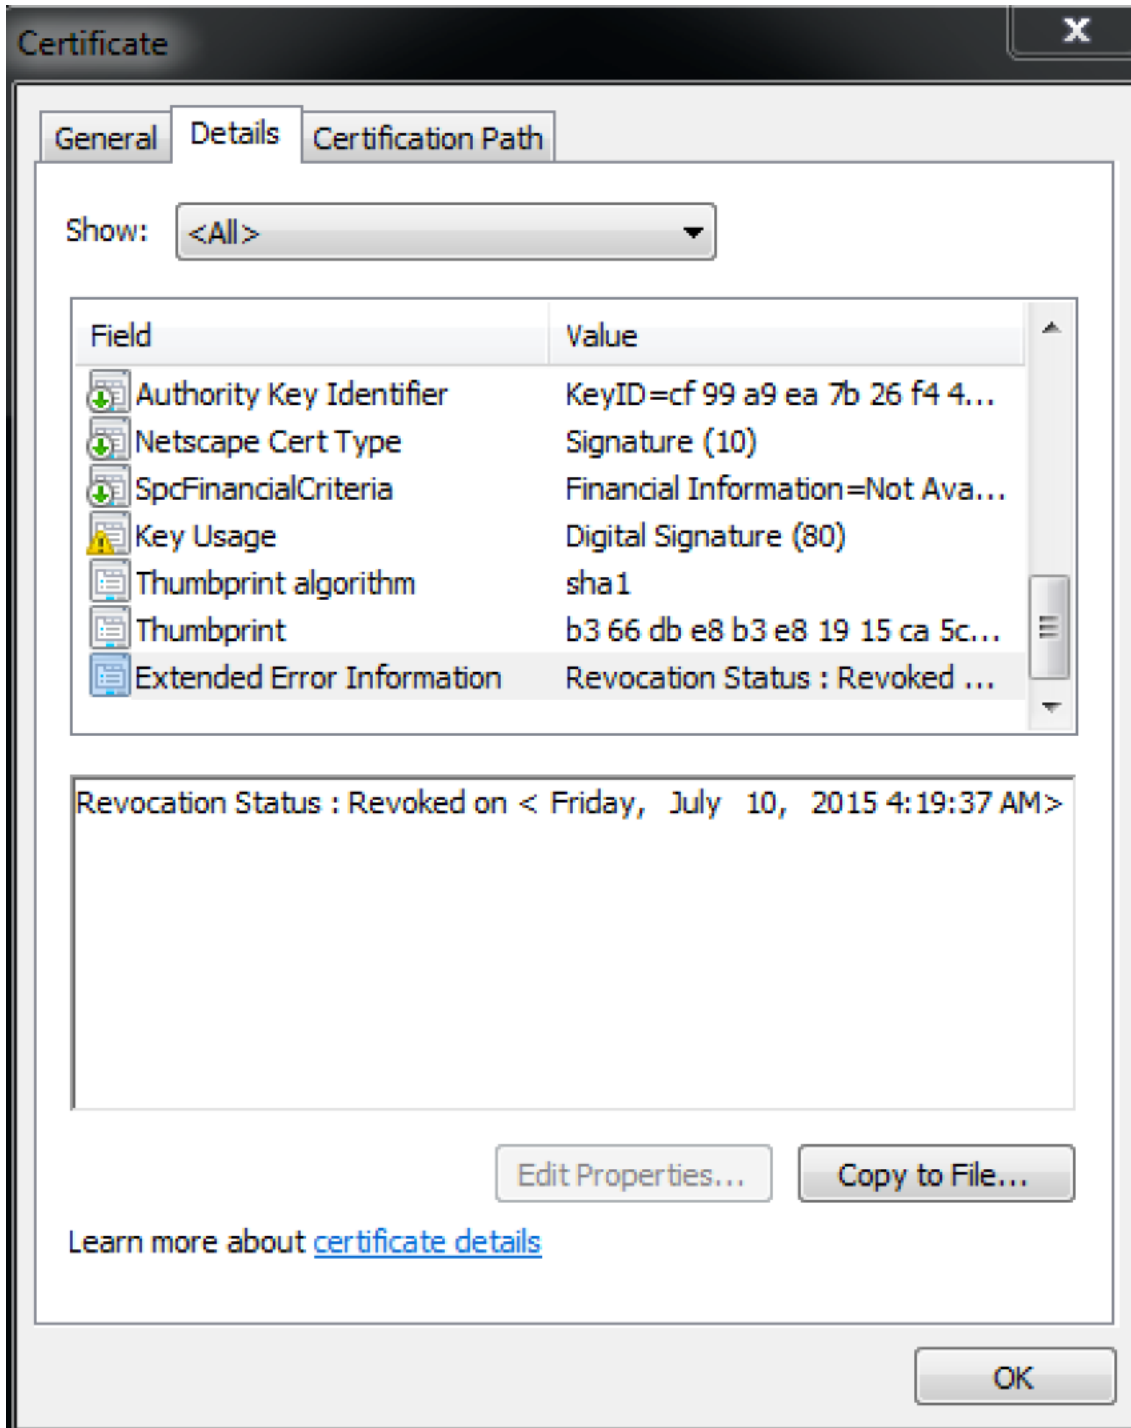 Certificate
X
General Details Certification Path
Show: <All>
Field Value
Authority Key Identifier KeyID=cf 99 a9 ea 7b 26 f4 4...
Netscape Cert Type Signature (10)
SpcFinancialCriteria Financial Information=Not Ava...
Key Usage Digital Signature (80)
Thumbprint algorithm sha1
Thumbprint b3 66 db e8 b3 e8 19 15 ca 5c...
Extended Error Information Revocation Status : Revoked ...
Revocation Status : Revoked on < Friday, July 10, 2015 4:19:37 AM>
Edit Properties... Copy to File...
Learn more about certificate details
OK